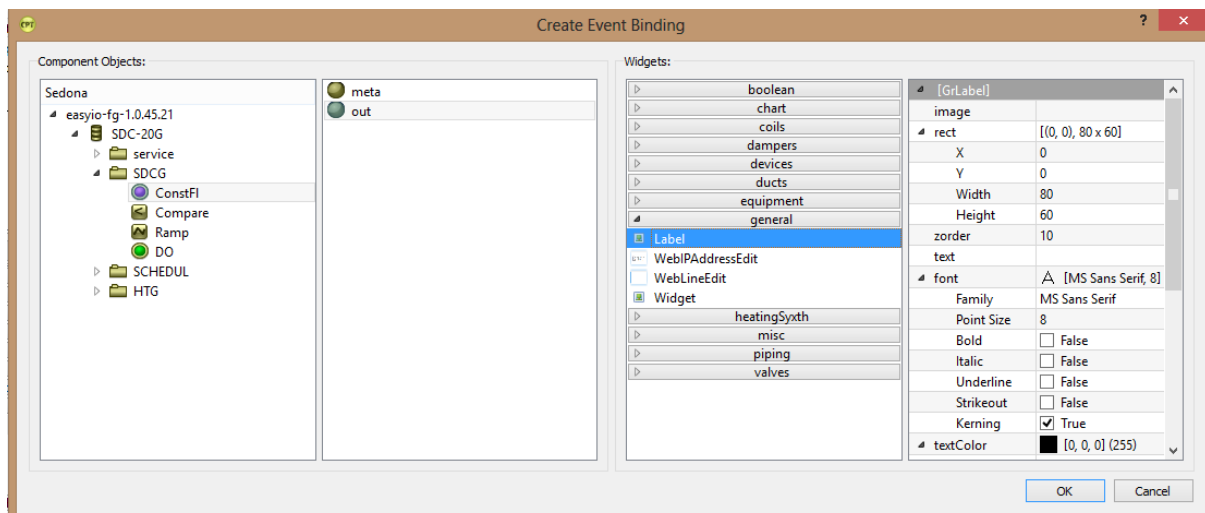 CPT
Create Event Binding
?
Component Objects:
Sedona
easyio-fg-1.0.45.21
SDC-20G
service
SDCG
ConstFl
Compare
Ramp
DO
SCHEDUL
HTG
meta
out
Widgets:
boolean
chart
coils
dampers
devices
ducts
equipment
general
Label
WebIPAddressEdit
WebLineEdit
Widget
heatingSyxth
misc
piping
valves
[GrLabel]
image
rect [(0, 0), 80 x 60]
X 0
Y 0
Width 80
Height 60
zorder 10
text
font A [MS Sans Serif, 8]
Family MS Sans Serif
Point Size 8
Bold False
Italic False
Underline False
Strikeout False
Kerning True
textColor [0, 0, 0] (255)
OK Cancel